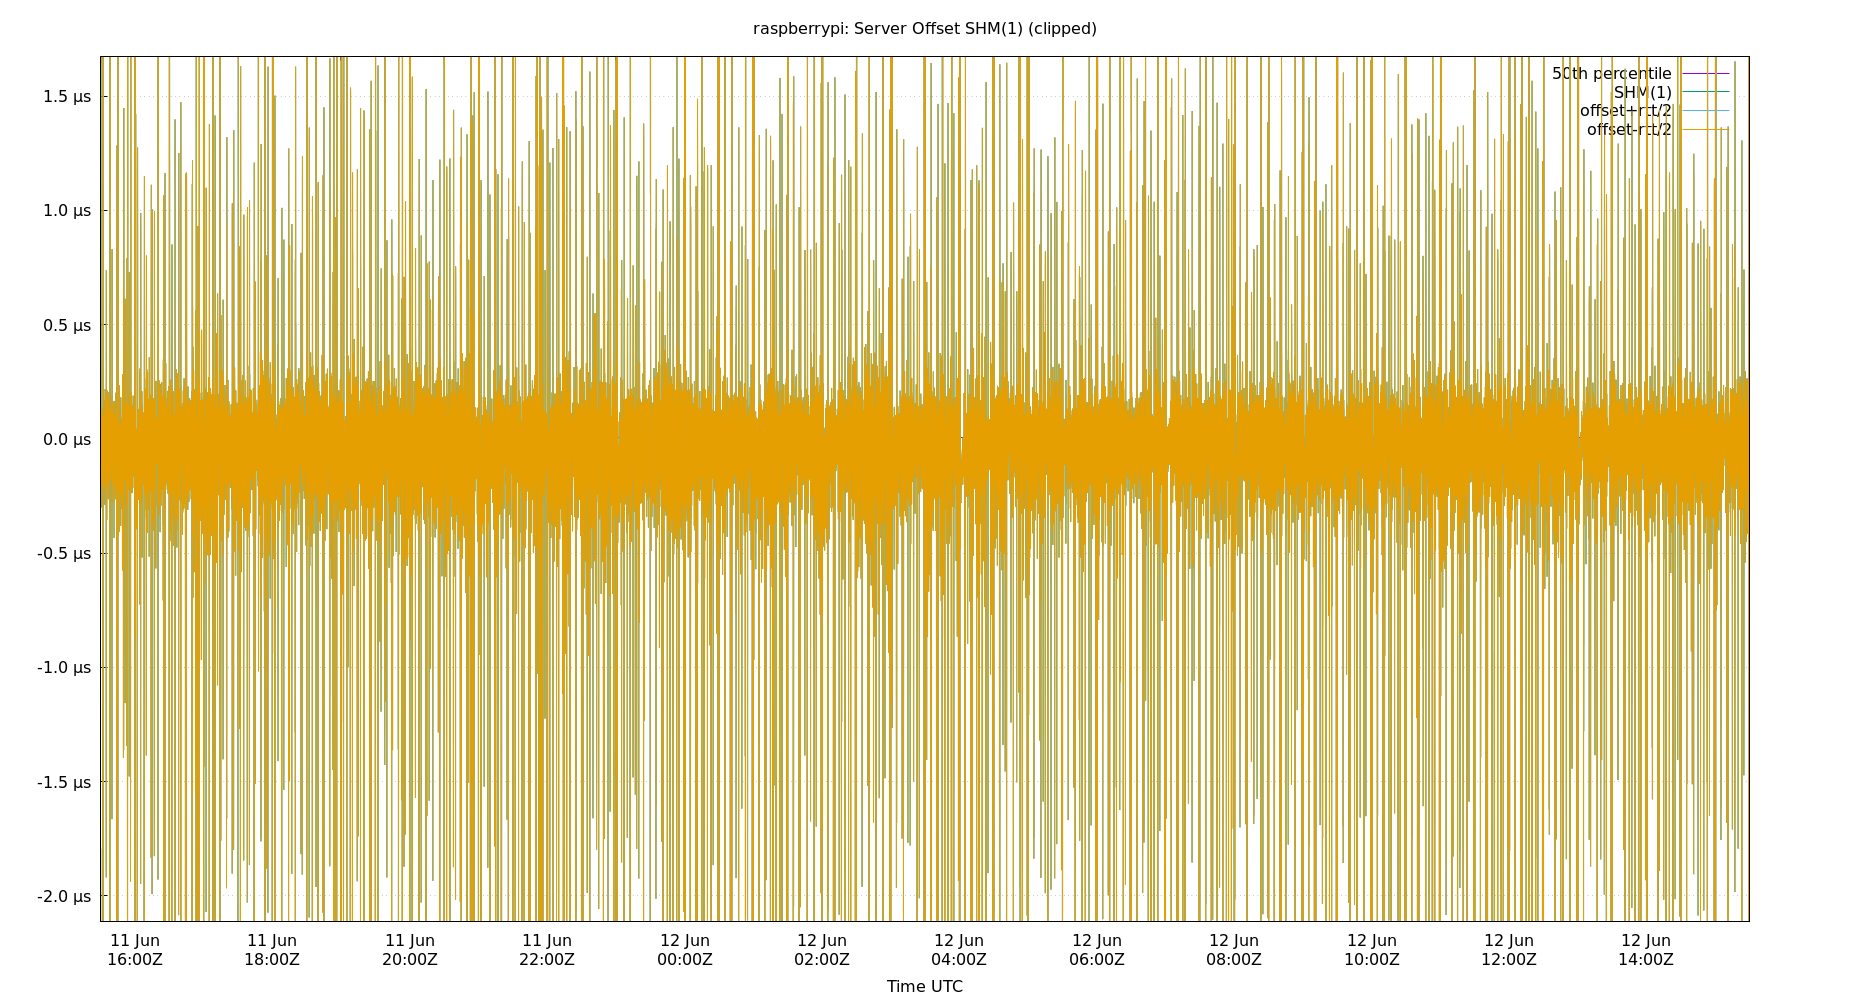 raspberrypi: Server Offset SHM(1) (clipped)
50th percentile
SHM(1)
offset+rtt/2
offset-rtt/2
1.5 µs
1.0 µs
0.5 µs
0.0 µs
-0.5 µs
-1.0 µs
-1.5 µs
-2.0 µs
11 Jun 11 Jun 11 Jun 11 Jun 12 Jun 12 Jun 12 Jun 12 Jun 12 Jun 12 Jun 12 Jun 12 Jun
16:00Z 18:00Z 20:00Z 22:00Z 00:00Z 02:00Z 04:00Z 06:00Z 08:00Z 10:00Z 12:00Z 14:00Z
Time UTC